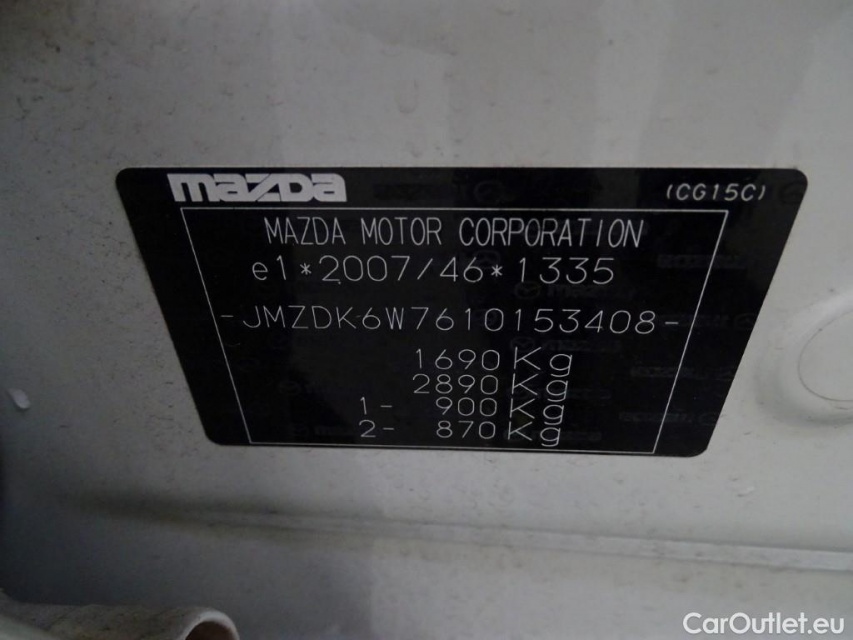 mazda (CG15C)
MAZDA MOTOR CORPORATION
e1*2007/46*1335
-JMZDK6W7610153408-
1690 Kg
2890 Kg
1- 900 Kg
2- 870 Kg
CarOutlet.eu